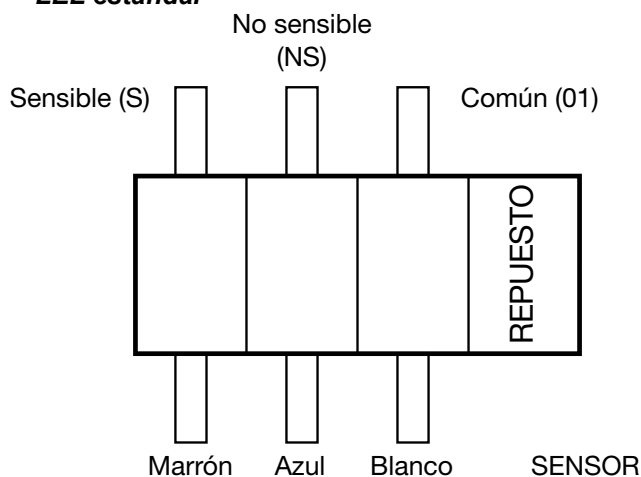 No sensible
(NS)
Sensible (S)
Común (01)
REPUESTO
Marrón
Azul
Blanco
SENSOR